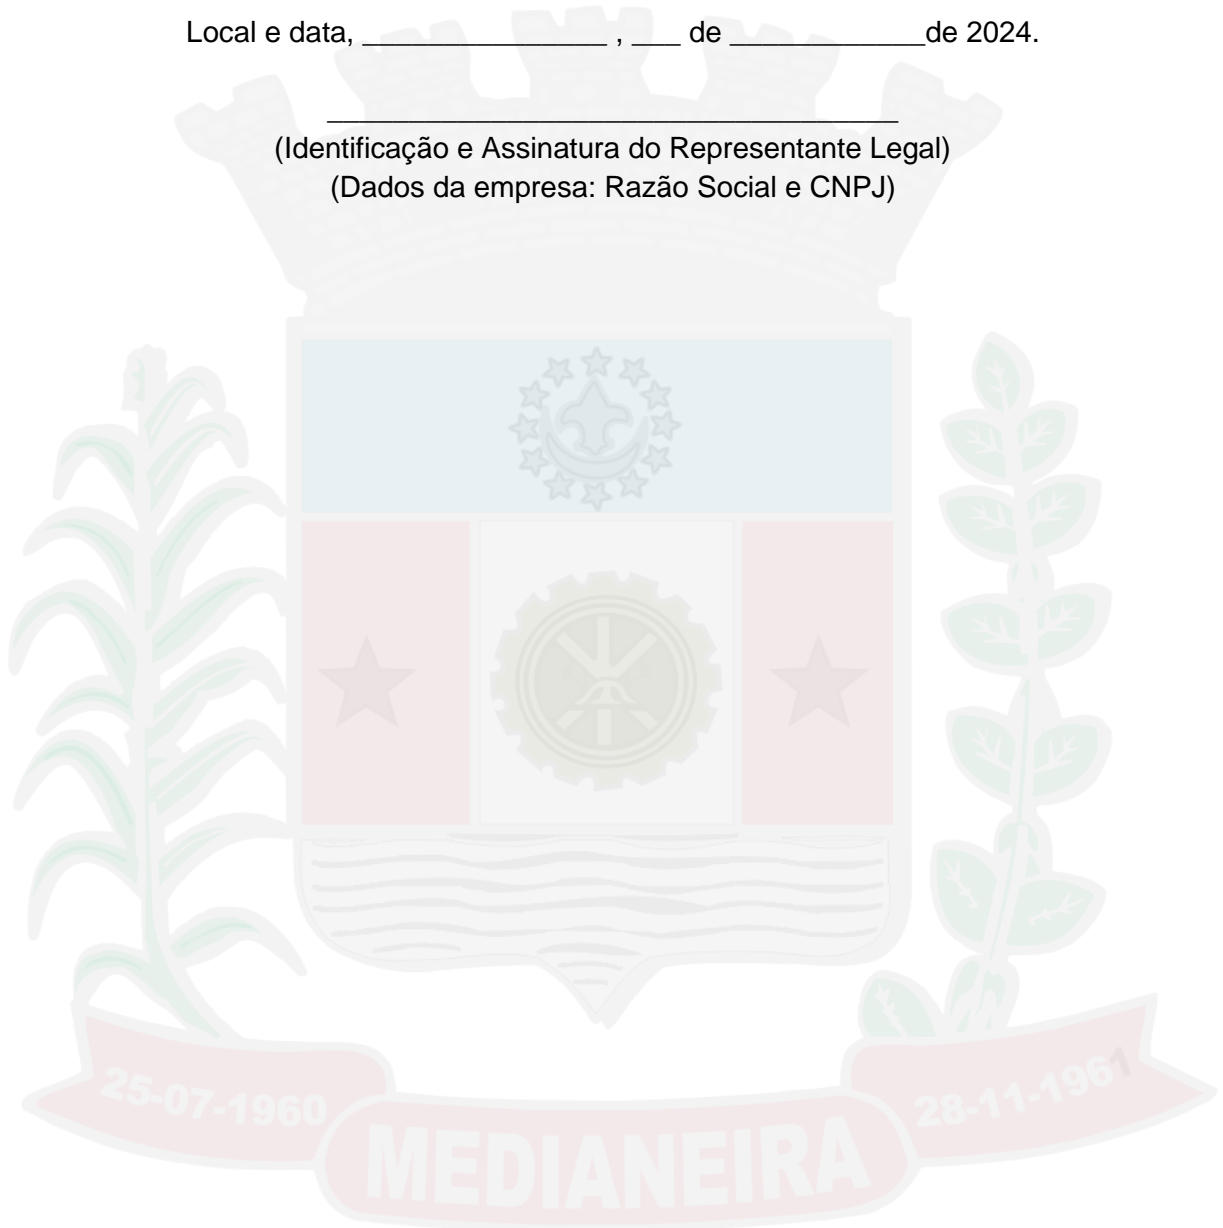 Local e data, _______________ , ___ de ____________de 2024.
___________________________________
(Identificação e Assinatura do Representante Legal)
(Dados da empresa: Razão Social e CNPJ)
25-07-1960
28-11-1961
MEDIANEIRA